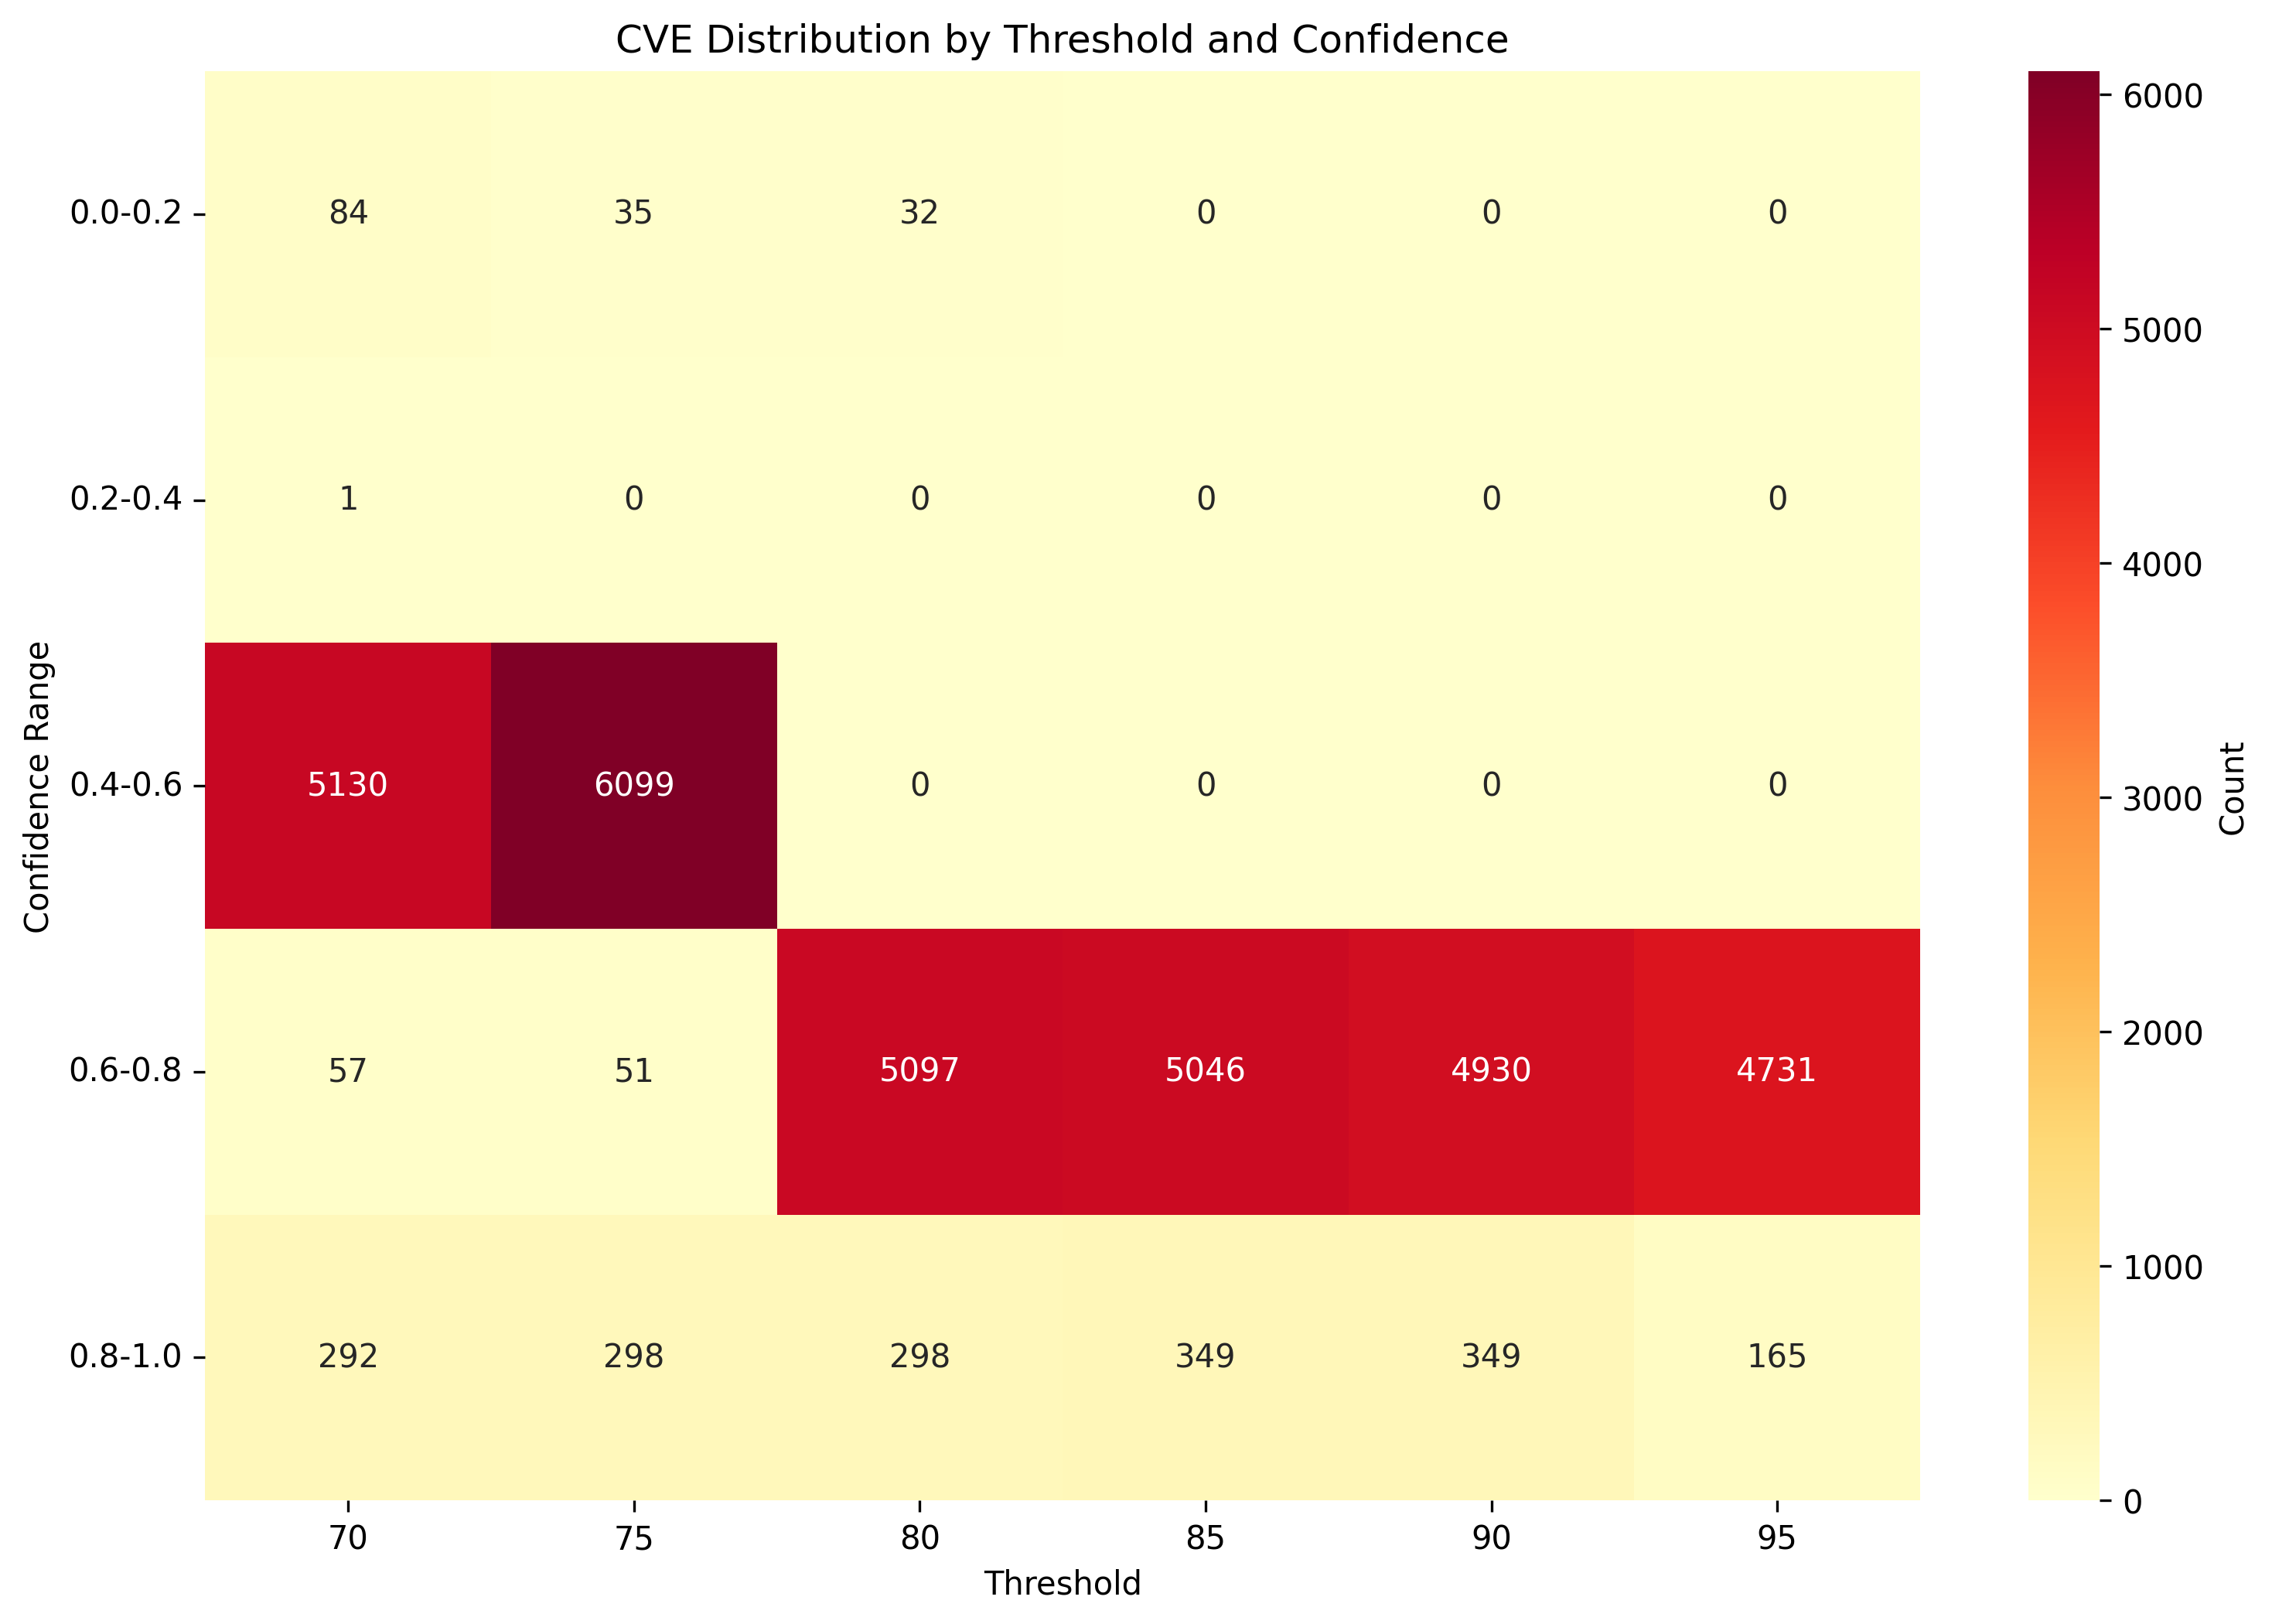 CVE Distribution by Threshold and Confidence
Confidence Range
0.0-0.2 84 35 32 0 0 0
0.2-0.4 1 0 0 0 0 0
0.4-0.6 5130 6099 0 0 0 0
0.6-0.8 57 51 5097 5046 4930 4731
0.8-1.0 292 298 298 349 349 165
70 75 80 85 90 95
Threshold
6000
5000
4000
3000
2000
1000
0
Count